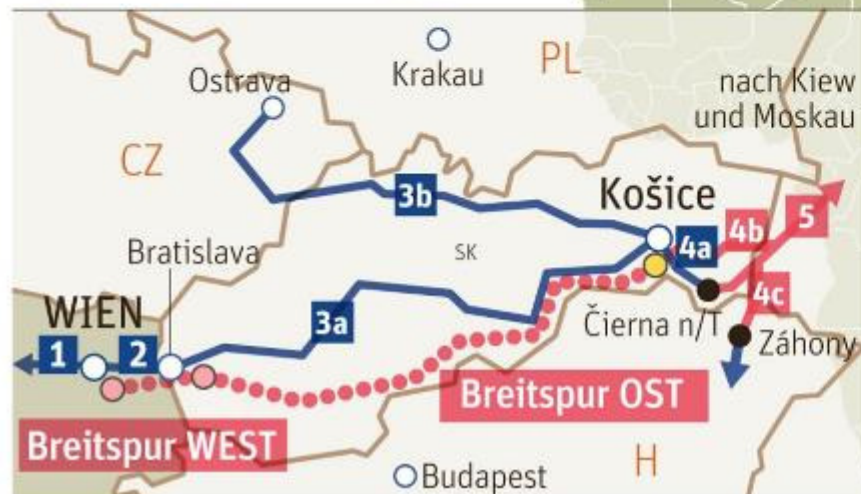 PL
Krakau
Ostrava
nach Kiew
und Moskau
CZ
3b
Košice
5
4b
4a
SK
Bratislava
4c
WIEN
3a
Čierna n/T
Záhony
1
2
Breitspur OST
Breitspur WEST
H
Budapest